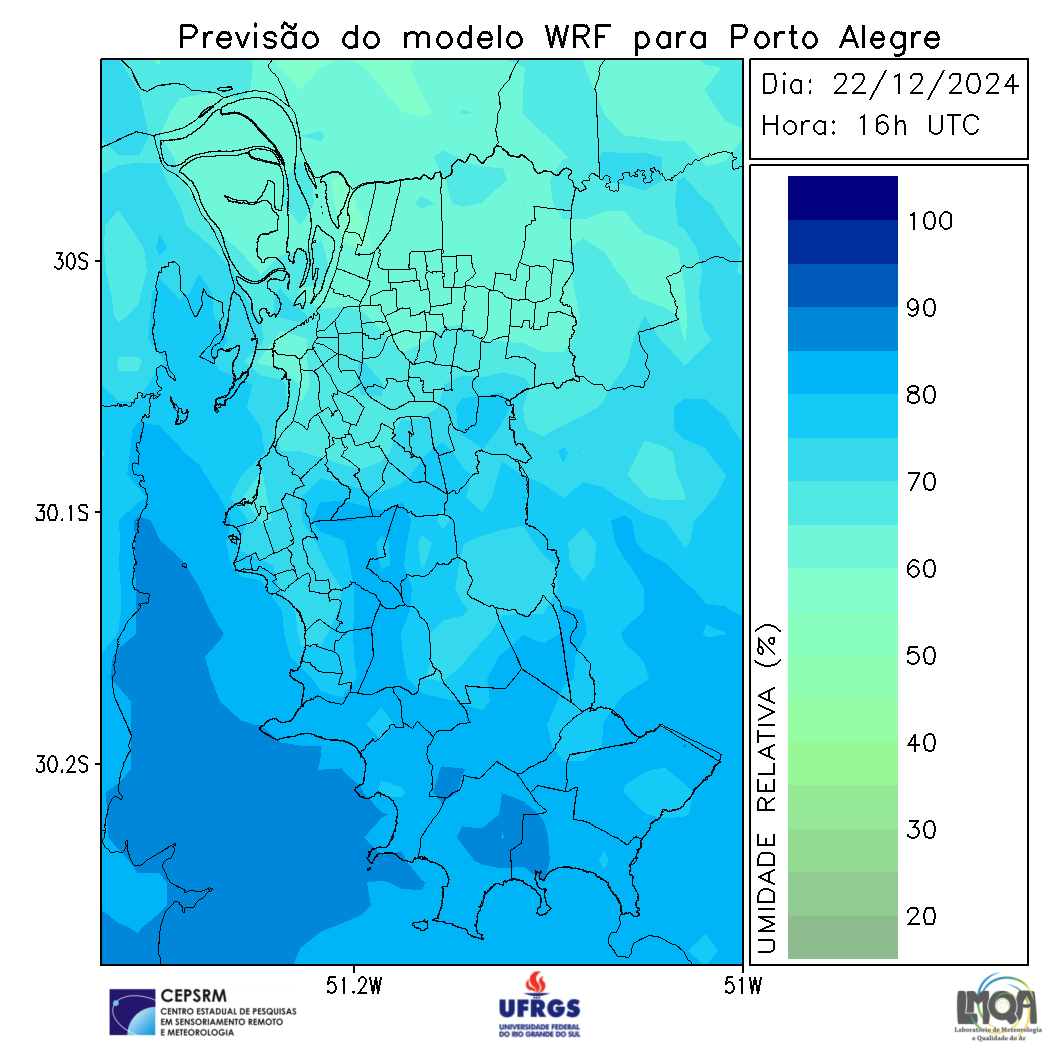 Previsão do modelo WRF para Porto Alegre
Dia: 22/12/2024
Hora: 16h UTC
100
90
80
70
60
50
40
30
20
UMIDADE RELATIVA (%)
30S
30.1S
30.2S
51.2W
51W
CEPSRM
CENTRO ESTADUAL DE PESQUISAS
EM SENSORIAMENTO REMOTO
E METEOROLOGIA
UFRGS
UNIVERSIDADE FEDERAL
DO RIO GRANDE DO SUL
LMQA
Laboratório de Meteorologia
e Qualidade do Ar